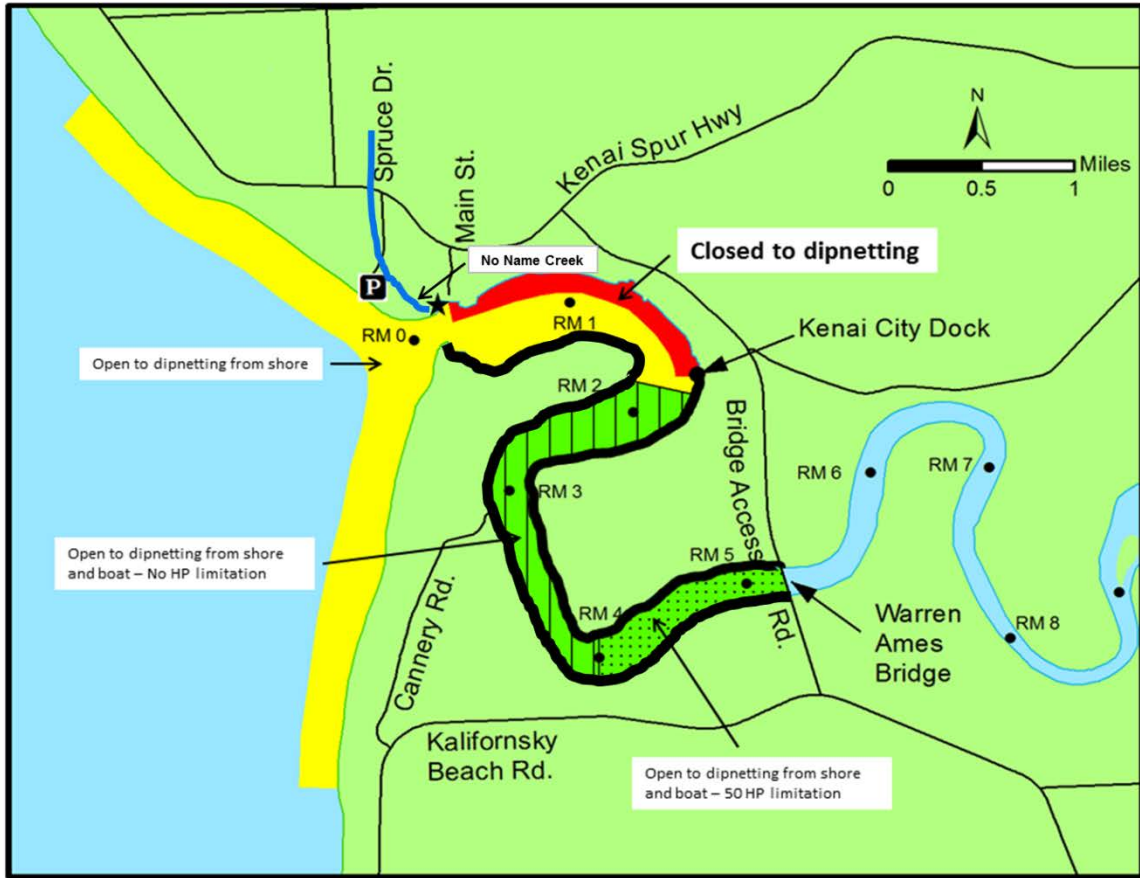 Spruce Dr.
Main St.
Kenai Spur Hwy
N
Miles
0 0.5 1
No Name Creek
Closed to dipnetting
P
RM 0
RM 1
Kenai City Dock
Open to dipnetting from shore
RM 2
Bridge Access
Rd.
RM 6
RM 7
RM 3
Open to dipnetting from shore
and boat – No HP limitation
RM 5
Cannery Rd.
RM 4
Warren
Ames
Bridge
RM 8
Kalifornsky
Beach Rd.
Open to dipnetting from shore
and boat – 50 HP limitation